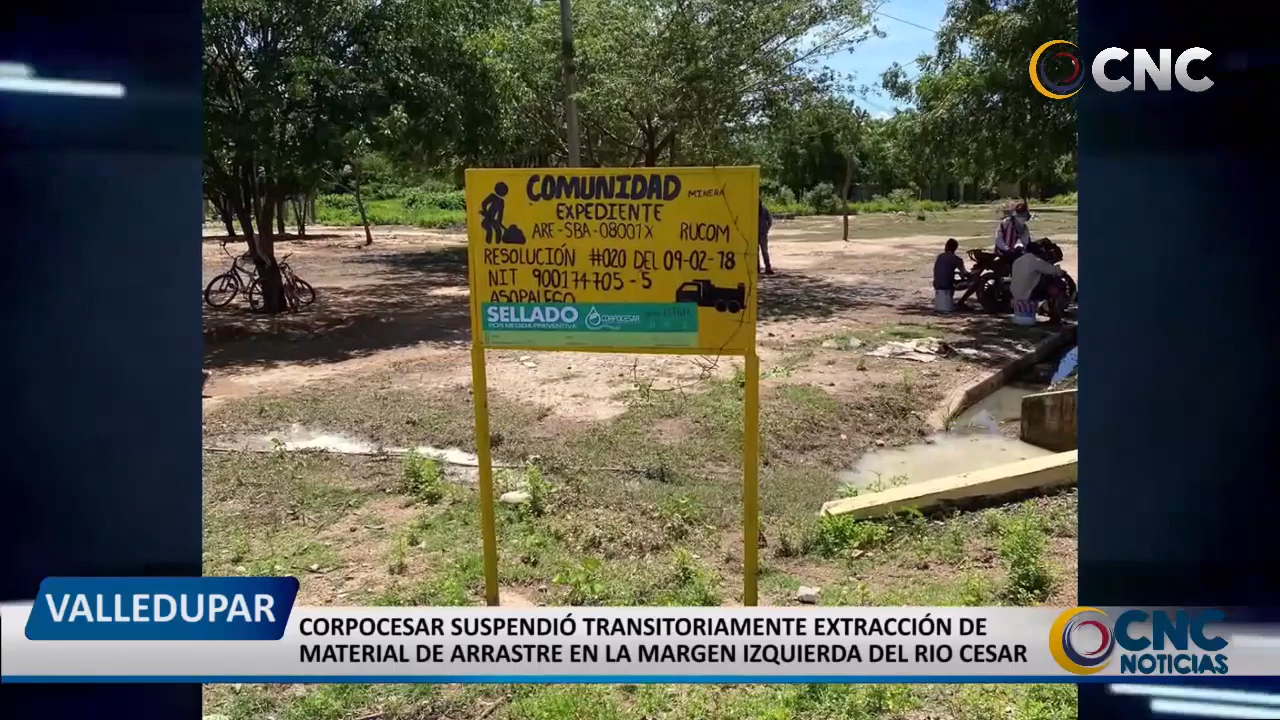 CNC
COMUNIDAD MINERA
EXPEDIENTE
ARE-SBA-08001X RUCOM
RESOLUCIÓN #020 DEL 09-02-18
NIT 900174705-5
ASOPALEGO
SELLADO
POR MEDIDA PREVENTIVA
CORPOCESAR
VALLEDUPAR
CORPOCESAR SUSPENDIÓ TRANSITORIAMENTE EXTRACCIÓN DE
MATERIAL DE ARRASTRE EN LA MARGEN IZQUIERDA DEL RIO CESAR
CNC
NOTICIAS